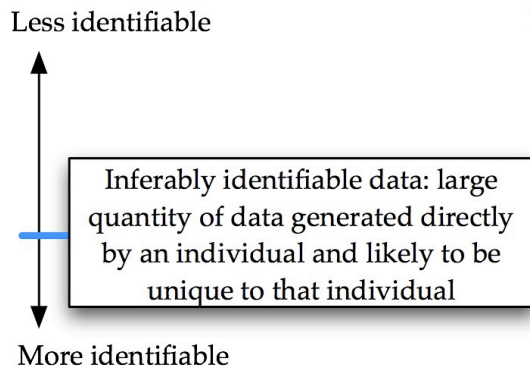 Less identifiable
Inferably identifiable data: large
quantity of data generated directly
by an individual and likely to be
unique to that individual
More identifiable